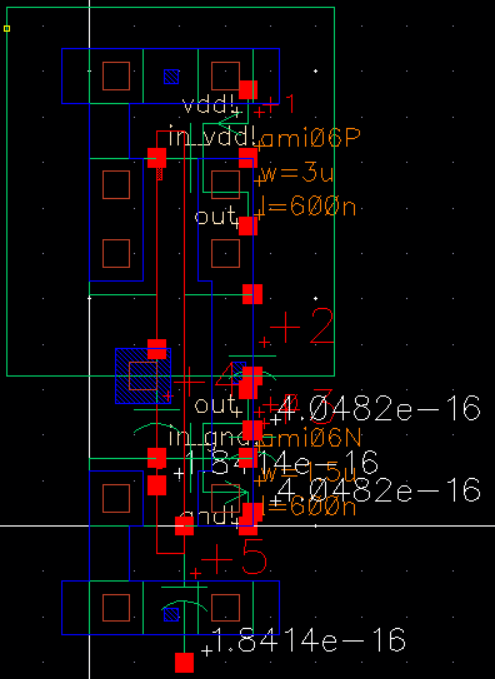 vdd!
+1
in vdd!
ami06P
w=3u
out
l=600n
+2
+4
out
+3
4.0482e-16
in gnd!
ami06N
1.8414e-16
w=1.5u
4.0482e-16
gnd!
l=600n
+5
1.8414e-16